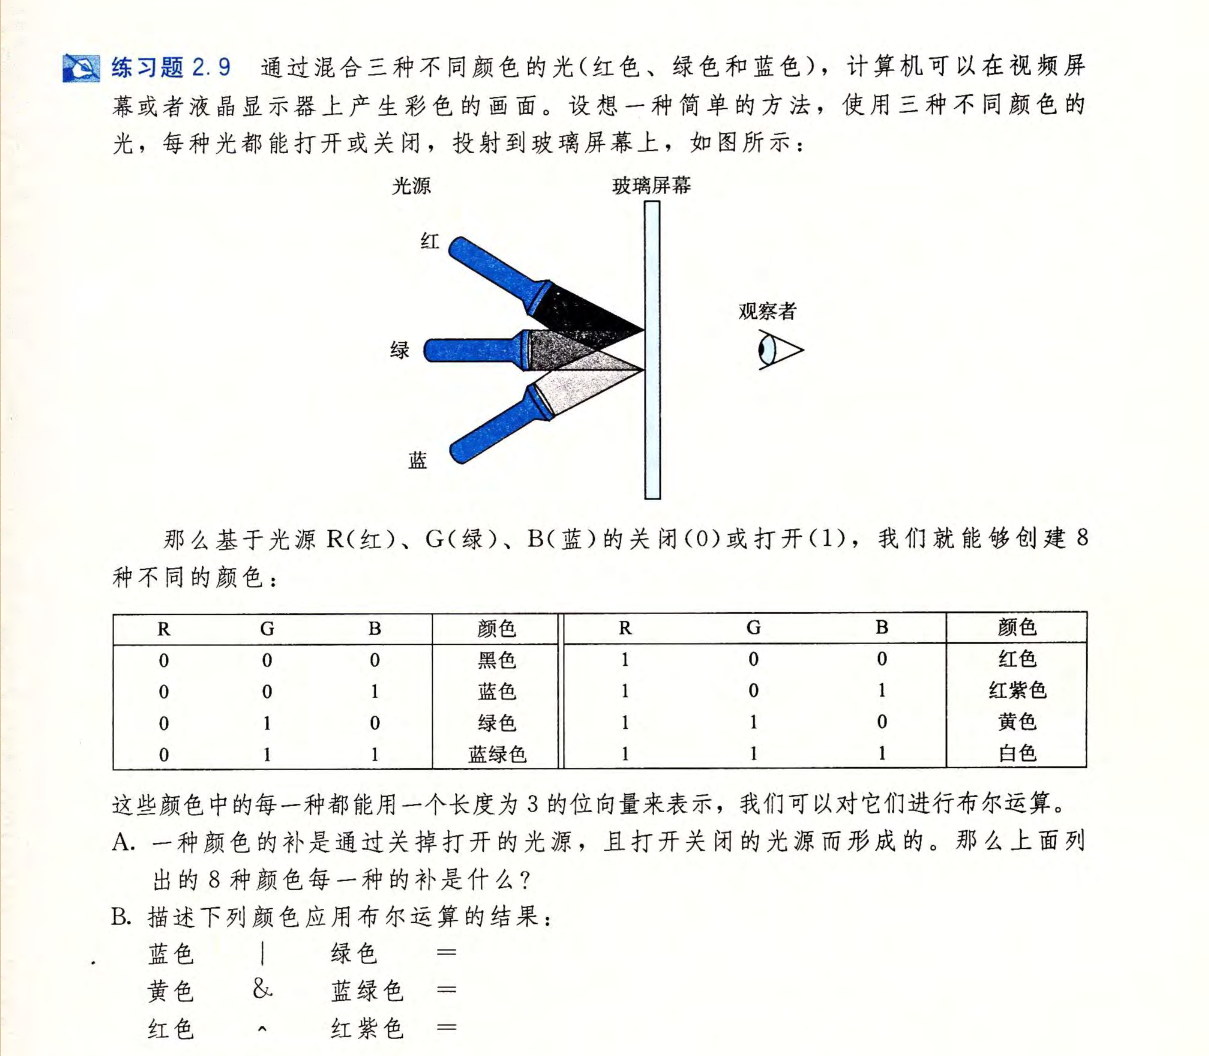 练习题 2.9 通过混合三种不同颜色的光(红色、绿色和蓝色)，计算机可以在视频屏
幕或者液晶显示器上产生彩色的画面。设想一种简单的方法，使用三种不同颜色的
光，每种光都能打开或关闭，投射到玻璃屏幕上，如图所示：
光源 玻璃屏幕
红
观察者
绿
蓝
那么基于光源 R(红)、G(绿)、B(蓝)的关闭(0)或打开(1)，我们就能够创建 8
种不同的颜色：
R G B 颜色 R G B 颜色
0 0 0 黑色 1 0 0 红色
0 0 1 蓝色 1 0 1 红紫色
0 1 0 绿色 1 1 0 黄色
0 1 1 蓝绿色 1 1 1 白色
这些颜色中的每一种都能用一个长度为 3 的位向量来表示，我们可以对它们进行布尔运算。
A. 一种颜色的补是通过关掉打开的光源，且打开关闭的光源而形成的。那么上面列
出的 8 种颜色每一种的补是什么?
B. 描述下列颜色应用布尔运算的结果：
蓝色 | 绿色 =
黄色 & 蓝绿色 =
红色 ^ 红紫色 =